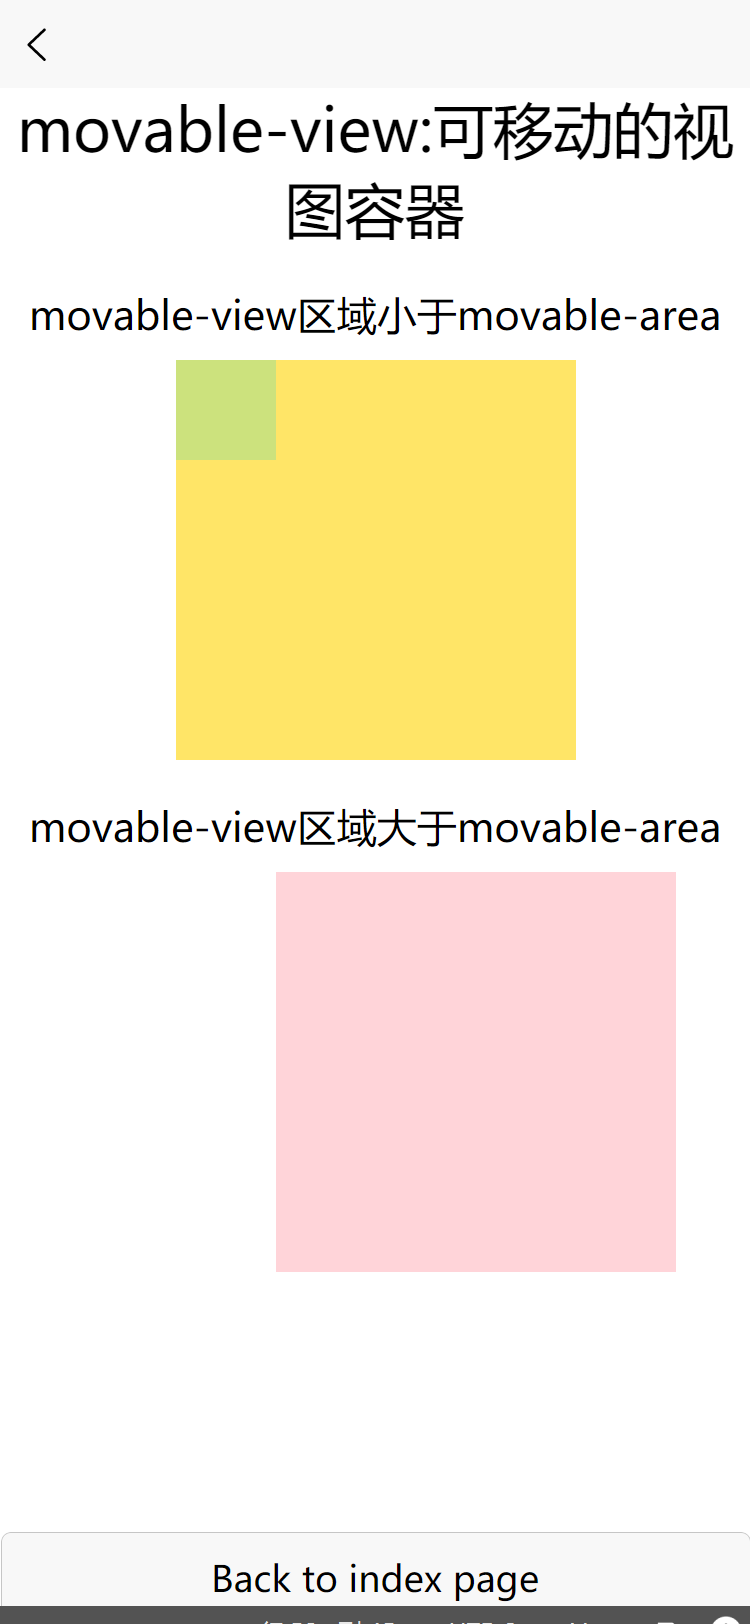 movable-view:可移动的视
图容器
movable-view区域小于movable-area
movable-view区域大于movable-area
Back to index page